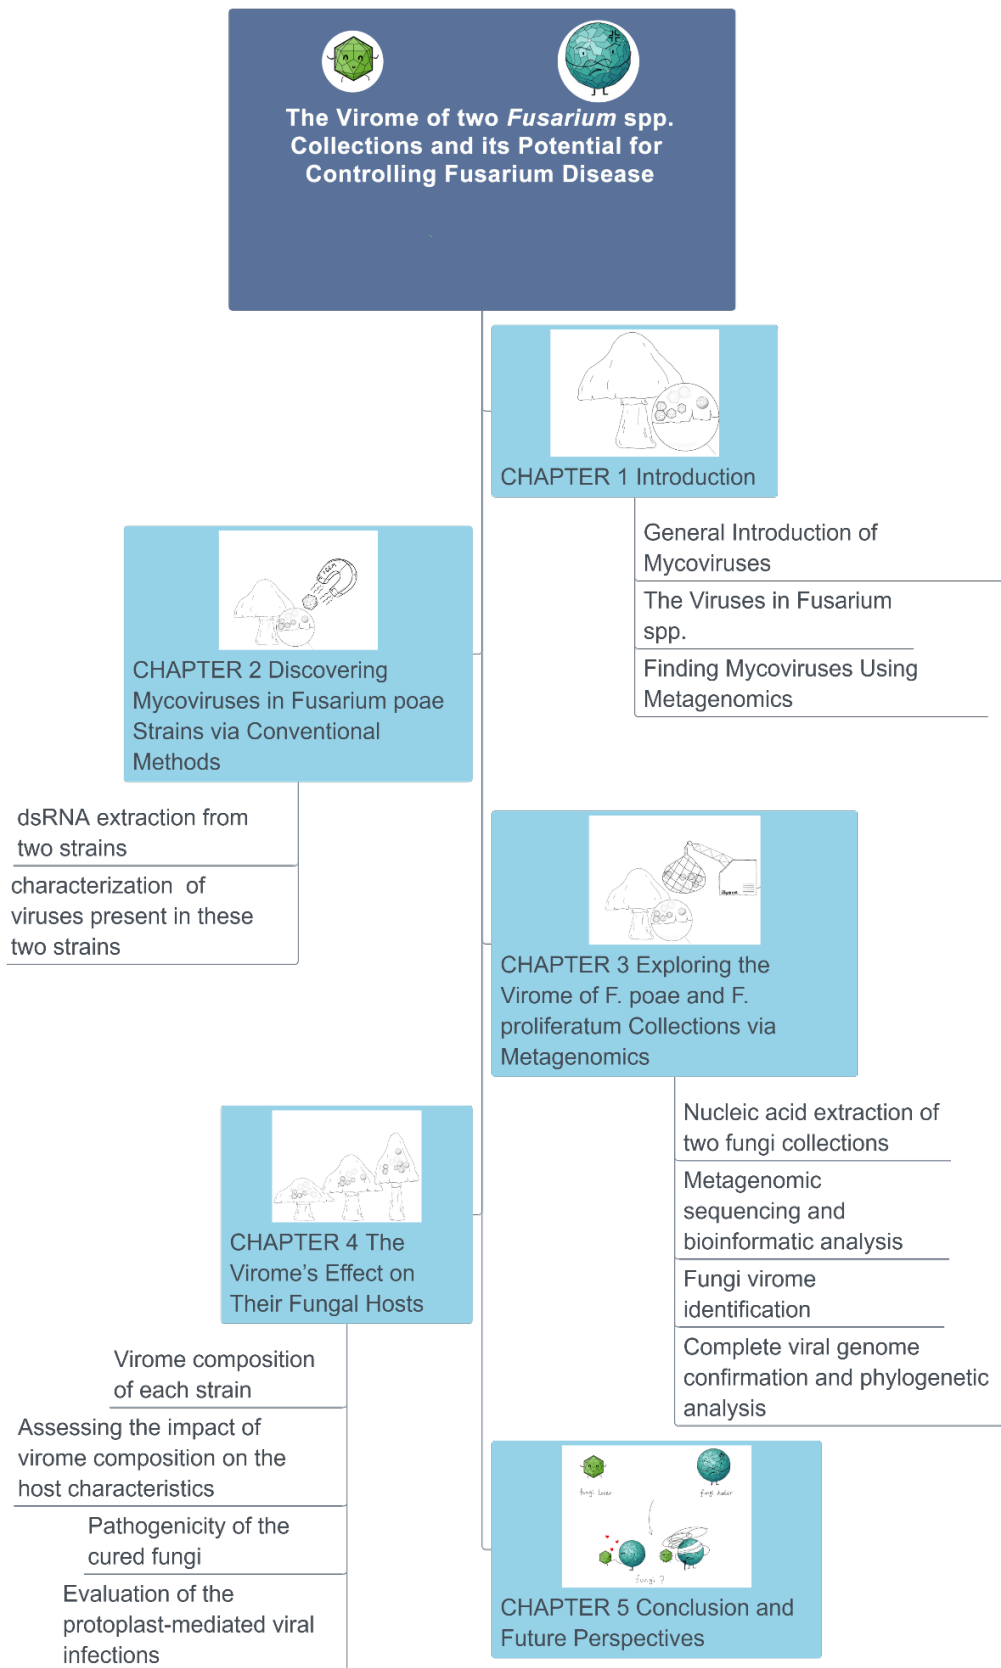 The Virome of two Fusarium spp.
Collections and its Potential for
Controlling Fusarium Disease
CHAPTER 1 Introduction
General Introduction of
Mycoviruses
The Viruses in Fusarium
spp.
Finding Mycoviruses Using
Metagenomics
CHAPTER 2 Discovering
Mycoviruses in Fusarium poae
Strains via Conventional
Methods
dsRNA extraction from
two strains
characterization of
viruses present in these
two strains
CHAPTER 3 Exploring the
Virome of F. poae and F.
proliferatum Collections via
Metagenomics
Nucleic acid extraction of
two fungi collections
Metagenomic
sequencing and
bioinformatic analysis
Fungi virome
identification
Complete viral genome
confirmation and phylogenetic
analysis
CHAPTER 4 The
Virome’s Effect on
Their Fungal Hosts
Virome composition
of each strain
Assessing the impact of
virome composition on the
host characteristics
Pathogenicity of the
cured fungi
Evaluation of the
protoplast-mediated viral
infections
fungi lover
fungi hater
fungi ?
CHAPTER 5 Conclusion and
Future Perspectives